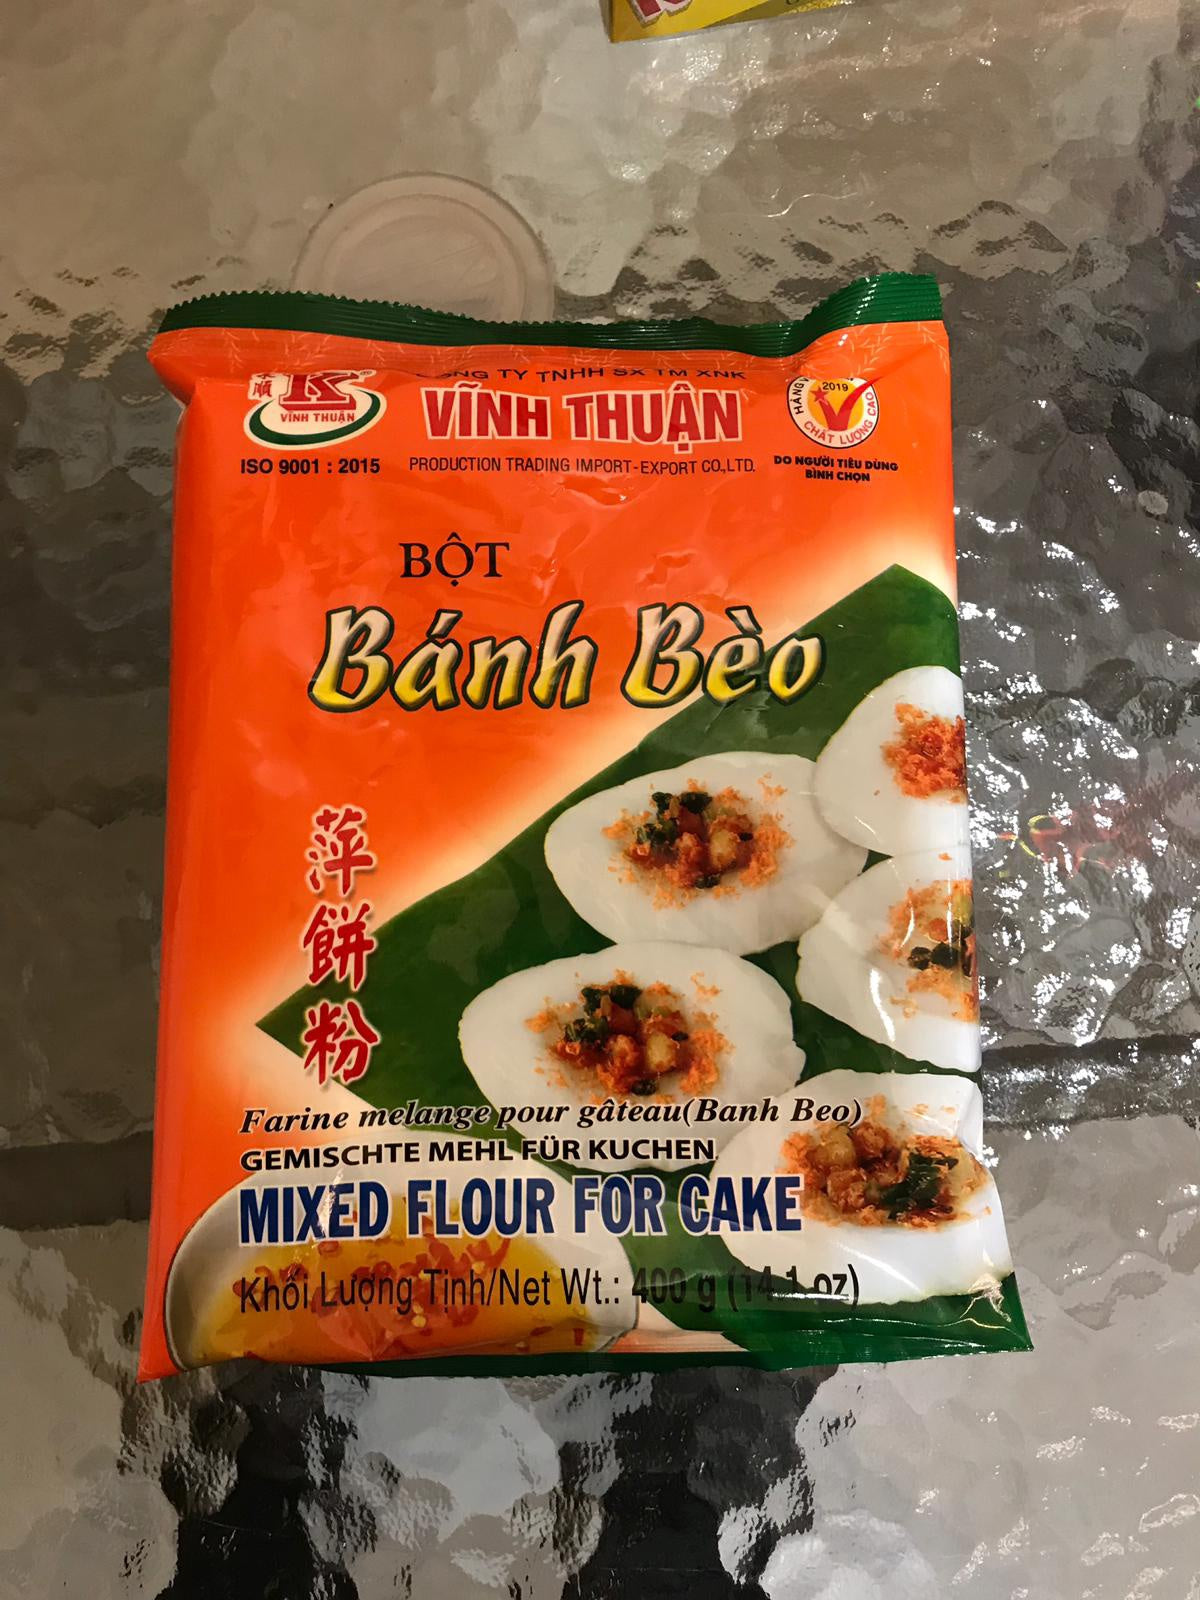 CÔNG TY TNHH SX TM XNK
順
K
VĨNH THUẬN
®
VĨNH THUẬN
ISO 9001 : 2015
PRODUCTION TRADING IMPORT-EXPORT CO.,LTD.
HÀNG
2019
CHẤT LƯỢNG CAO
DO NGƯỜI TIÊU DÙNG
BÌNH CHỌN
BỘT
Bánh Bèo
萍餅粉
Farine melange pour gâteau(Banh Beo)
GEMISCHTE MEHL FÜR KUCHEN
MIXED FLOUR FOR CAKE
Khối Lượng Tịnh/Net Wt.: 400 g (14.1 oz)